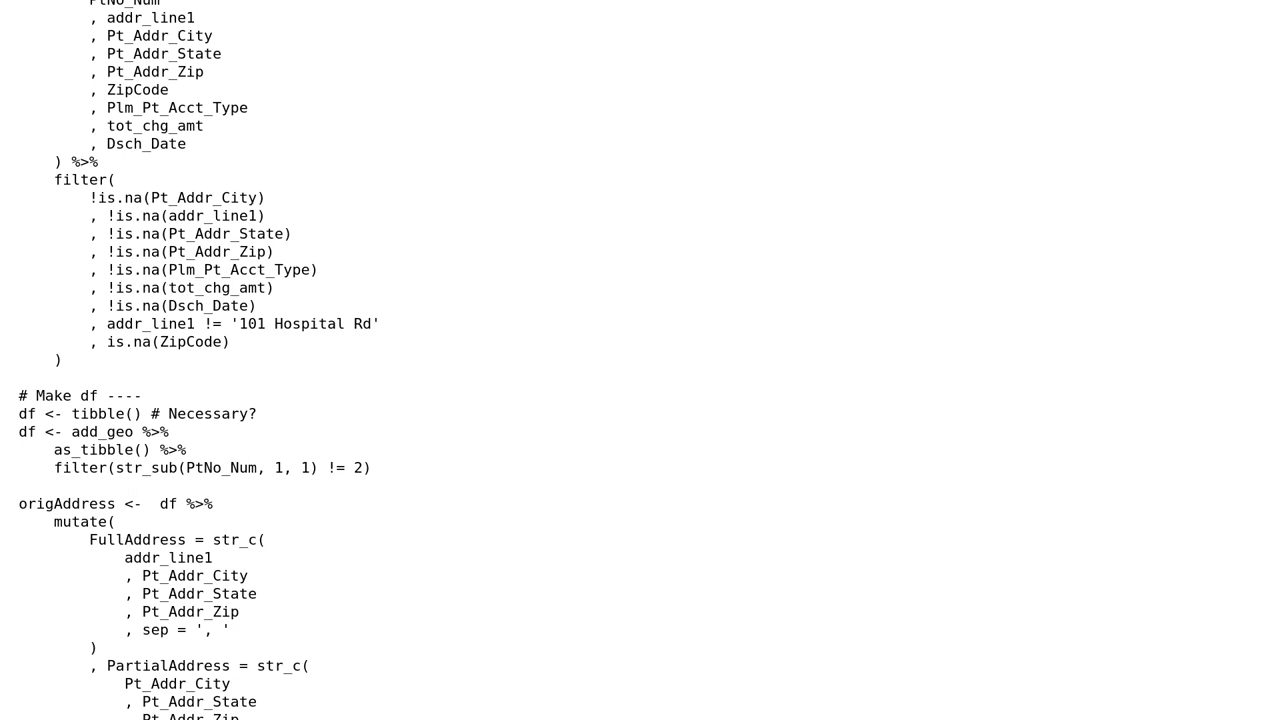 PtNo_Num
        , addr_line1
        , Pt_Addr_City
        , Pt_Addr_State
        , Pt_Addr_Zip
        , ZipCode
        , Plm_Pt_Acct_Type
        , tot_chg_amt
        , Dsch_Date
    ) %>%
    filter(
        !is.na(Pt_Addr_City)
        , !is.na(addr_line1)
        , !is.na(Pt_Addr_State)
        , !is.na(Pt_Addr_Zip)
        , !is.na(Plm_Pt_Acct_Type)
        , !is.na(tot_chg_amt)
        , !is.na(Dsch_Date)
        , addr_line1 != '101 Hospital Rd'
        , is.na(ZipCode)
    )

# Make df ----
df <- tibble() # Necessary?
df <- add_geo %>%
    as_tibble() %>%
    filter(str_sub(PtNo_Num, 1, 1) != 2)

origAddress <-  df %>%
    mutate(
        FullAddress = str_c(
            addr_line1
            , Pt_Addr_City
            , Pt_Addr_State
            , Pt_Addr_Zip
            , sep = ', '
        )
        , PartialAddress = str_c(
            Pt_Addr_City
            , Pt_Addr_State
            , Pt_Addr_Zip